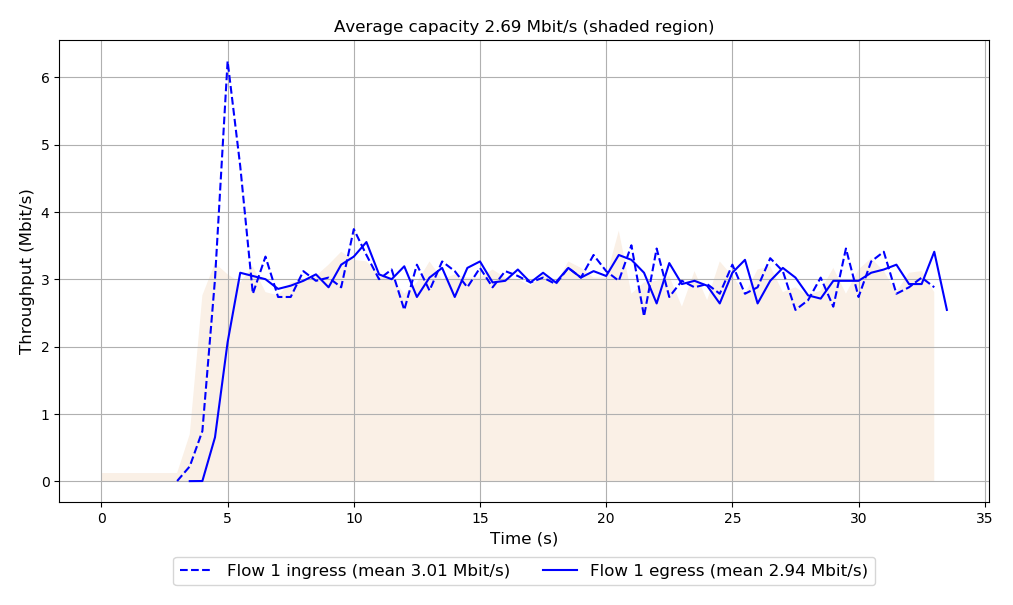 Average capacity 2.69 Mbit/s (shaded region)
6
5
4
3
2
1
0
Throughput (Mbit/s)
0 5 10 15 20 25 30 35
Time (s)
Flow 1 ingress (mean 3.01 Mbit/s) Flow 1 egress (mean 2.94 Mbit/s)